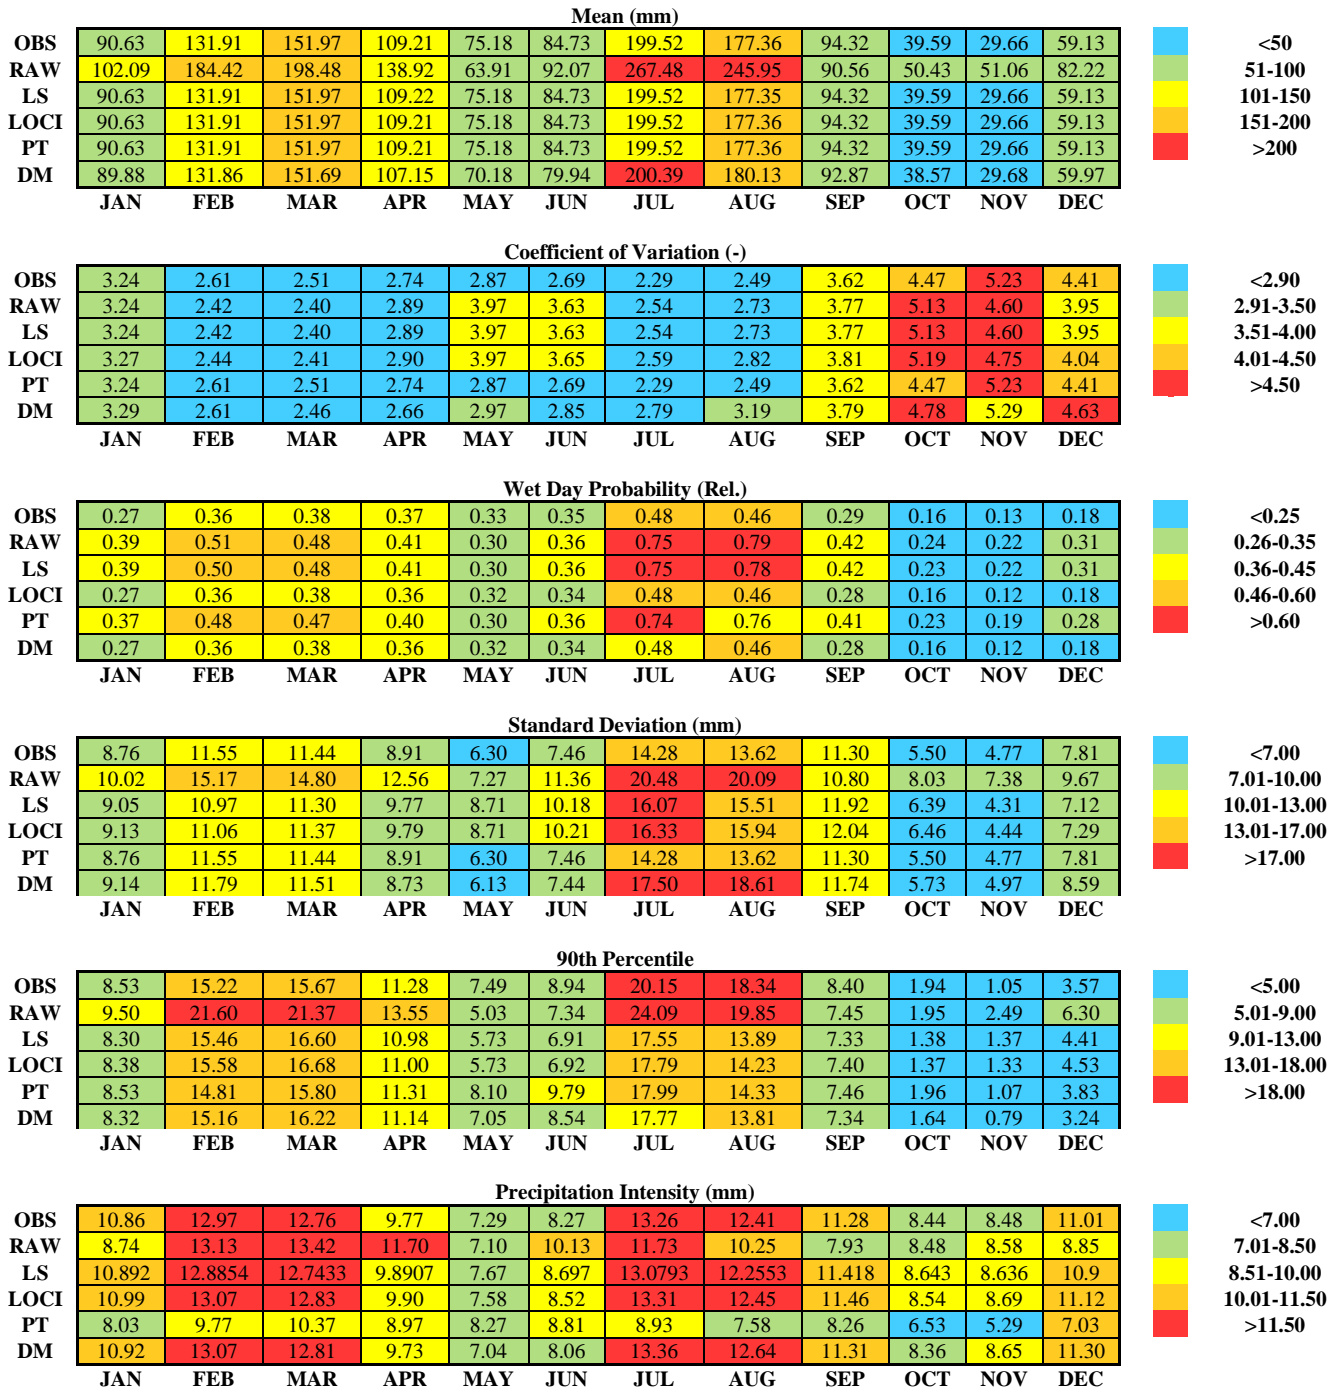 Mean (mm)
OBS 90.63 131.91 151.97 109.21 75.18 84.73 199.52 177.36 94.32 39.59 29.66 59.13 <50
RAW 102.09 184.42 198.48 138.92 63.91 92.07 267.48 245.95 90.56 50.43 51.06 82.22 51-100
LS 90.63 131.91 151.97 109.22 75.18 84.73 199.52 177.35 94.32 39.59 29.66 59.13 101-150
LOCI 90.63 131.91 151.97 109.21 75.18 84.73 199.52 177.36 94.32 39.59 29.66 59.13 151-200
PT 90.63 131.91 151.97 109.21 75.18 84.73 199.52 177.36 94.32 39.59 29.66 59.13 >200
DM 89.88 131.86 151.69 107.15 70.18 79.94 200.39 180.13 92.87 38.57 29.68 59.97
JAN FEB MAR APR MAY JUN JUL AUG SEP OCT NOV DEC
Coefficient of Variation (-)
OBS 3.24 2.61 2.51 2.74 2.87 2.69 2.29 2.49 3.62 4.47 5.23 4.41 <2.90
RAW 3.24 2.42 2.40 2.89 3.97 3.63 2.54 2.73 3.77 5.13 4.60 3.95 2.91-3.50
LS 3.24 2.42 2.40 2.89 3.97 3.63 2.54 2.73 3.77 5.13 4.60 3.95 3.51-4.00
LOCI 3.27 2.44 2.41 2.90 3.97 3.65 2.59 2.82 3.81 5.19 4.75 4.04 4.01-4.50
PT 3.24 2.61 2.51 2.74 2.87 2.69 2.29 2.49 3.62 4.47 5.23 4.41 >4.50
DM 3.29 2.61 2.46 2.66 2.97 2.85 2.79 3.19 3.79 4.78 5.29 4.63
JAN FEB MAR APR MAY JUN JUL AUG SEP OCT NOV DEC
Wet Day Probability (Rel.)
OBS 0.27 0.36 0.38 0.37 0.33 0.35 0.48 0.46 0.29 0.16 0.13 0.18 <0.25
RAW 0.39 0.51 0.48 0.41 0.30 0.36 0.75 0.79 0.42 0.24 0.22 0.31 0.26-0.35
LS 0.39 0.50 0.48 0.41 0.30 0.36 0.75 0.78 0.42 0.23 0.22 0.31 0.36-0.45
LOCI 0.27 0.36 0.38 0.36 0.32 0.34 0.48 0.46 0.28 0.16 0.12 0.18 0.46-0.60
PT 0.37 0.48 0.47 0.40 0.30 0.36 0.74 0.76 0.41 0.23 0.19 0.28 >0.60
DM 0.27 0.36 0.38 0.36 0.32 0.34 0.48 0.46 0.28 0.16 0.12 0.18
JAN FEB MAR APR MAY JUN JUL AUG SEP OCT NOV DEC
Standard Deviation (mm)
OBS 8.76 11.55 11.44 8.91 6.30 7.46 14.28 13.62 11.30 5.50 4.77 7.81 <7.00
RAW 10.02 15.17 14.80 12.56 7.27 11.36 20.48 20.09 10.80 8.03 7.38 9.67 7.01-10.00
LS 9.05 10.97 11.30 9.77 8.71 10.18 16.07 15.51 11.92 6.39 4.31 7.12 10.01-13.00
LOCI 9.13 11.06 11.37 9.79 8.71 10.21 16.33 15.94 12.04 6.46 4.44 7.29 13.01-17.00
PT 8.76 11.55 11.44 8.91 6.30 7.46 14.28 13.62 11.30 5.50 4.77 7.81 >17.00
DM 9.14 11.79 11.51 8.73 6.13 7.44 17.50 18.61 11.74 5.73 4.97 8.59
JAN FEB MAR APR MAY JUN JUL AUG SEP OCT NOV DEC
90th Percentile
OBS 8.53 15.22 15.67 11.28 7.49 8.94 20.15 18.34 8.40 1.94 1.05 3.57 <5.00
RAW 9.50 21.60 21.37 13.55 5.03 7.34 24.09 19.85 7.45 1.95 2.49 6.30 5.01-9.00
LS 8.30 15.46 16.60 10.98 5.73 6.91 17.55 13.89 7.33 1.38 1.37 4.41 9.01-13.00
LOCI 8.38 15.58 16.68 11.00 5.73 6.92 17.79 14.23 7.40 1.37 1.33 4.53 13.01-18.00
PT 8.53 14.81 15.80 11.31 8.10 9.79 17.99 14.33 7.46 1.96 1.07 3.83 >18.00
DM 8.32 15.16 16.22 11.14 7.05 8.54 17.77 13.81 7.34 1.64 0.79 3.24
JAN FEB MAR APR MAY JUN JUL AUG SEP OCT NOV DEC
Precipitation Intensity (mm)
OBS 10.86 12.97 12.76 9.77 7.29 8.27 13.26 12.41 11.28 8.44 8.48 11.01 <7.00
RAW 8.74 13.13 13.42 11.70 7.10 10.13 11.73 10.25 7.93 8.48 8.58 8.85 7.01-8.50
LS 10.892 12.8854 12.7433 9.8907 7.67 8.697 13.0793 12.2553 11.418 8.643 8.636 10.9 8.51-10.00
LOCI 10.99 13.07 12.83 9.90 7.58 8.52 13.31 12.45 11.46 8.54 8.69 11.12 10.01-11.50
PT 8.03 9.77 10.37 8.97 8.27 8.81 8.93 7.58 8.26 6.53 5.29 7.03 >11.50
DM 10.92 13.07 12.81 9.73 7.04 8.06 13.36 12.64 11.31 8.36 8.65 11.30
JAN FEB MAR APR MAY JUN JUL AUG SEP OCT NOV DEC